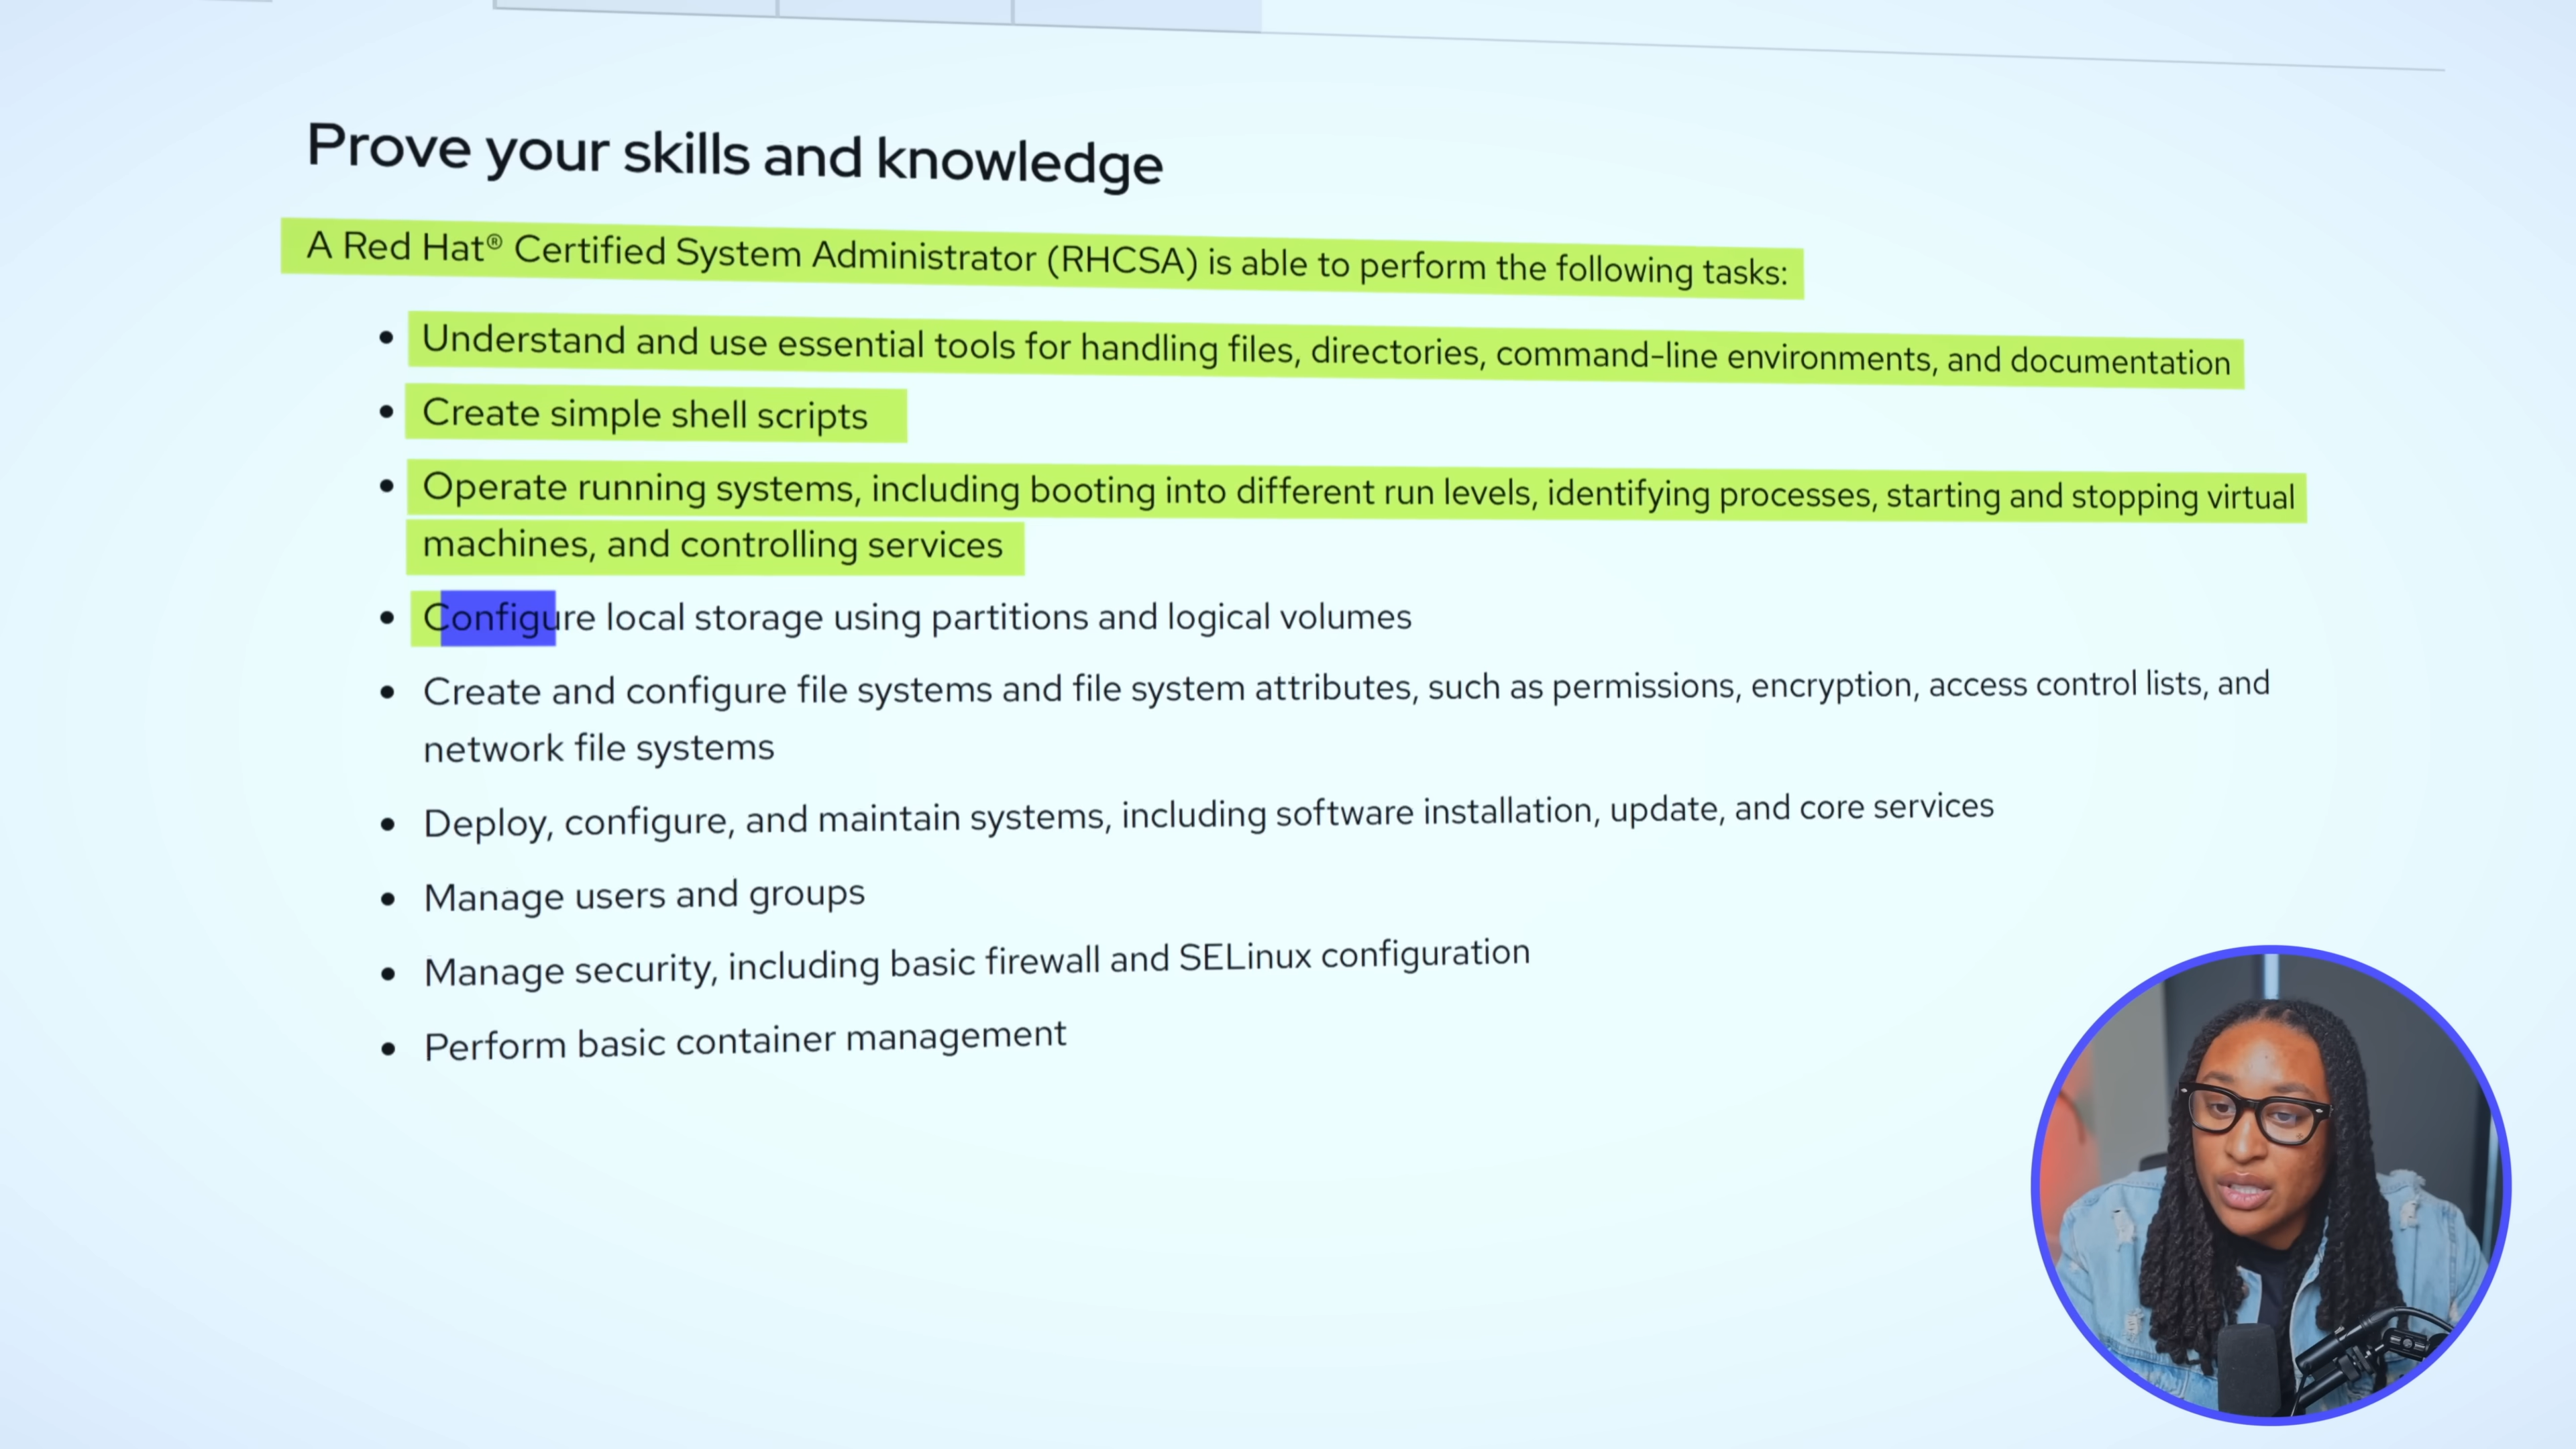 Prove your skills and knowledge
A Red Hat® Certified System Administrator (RHCSA) is able to perform the following tasks:
• Understand and use essential tools for handling files, directories, command-line environments, and documentation
• Create simple shell scripts
• Operate running systems, including booting into different run levels, identifying processes, starting and stopping virtual
machines, and controlling services
• Configure local storage using partitions and logical volumes
• Create and configure file systems and file system attributes, such as permissions, encryption, access control lists, and
network file systems
• Deploy, configure, and maintain systems, including software installation, update, and core services
• Manage users and groups
• Manage security, including basic firewall and SELinux configuration
• Perform basic container management